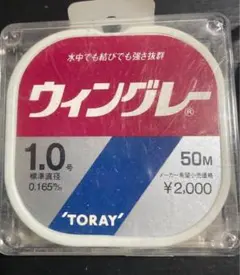 水中でも結びでも強さ抜群
ウィングレー®
1.0号
標準直径
0.165㎜
50M
メーカー希望小売価格
¥2,000
'TORAY'